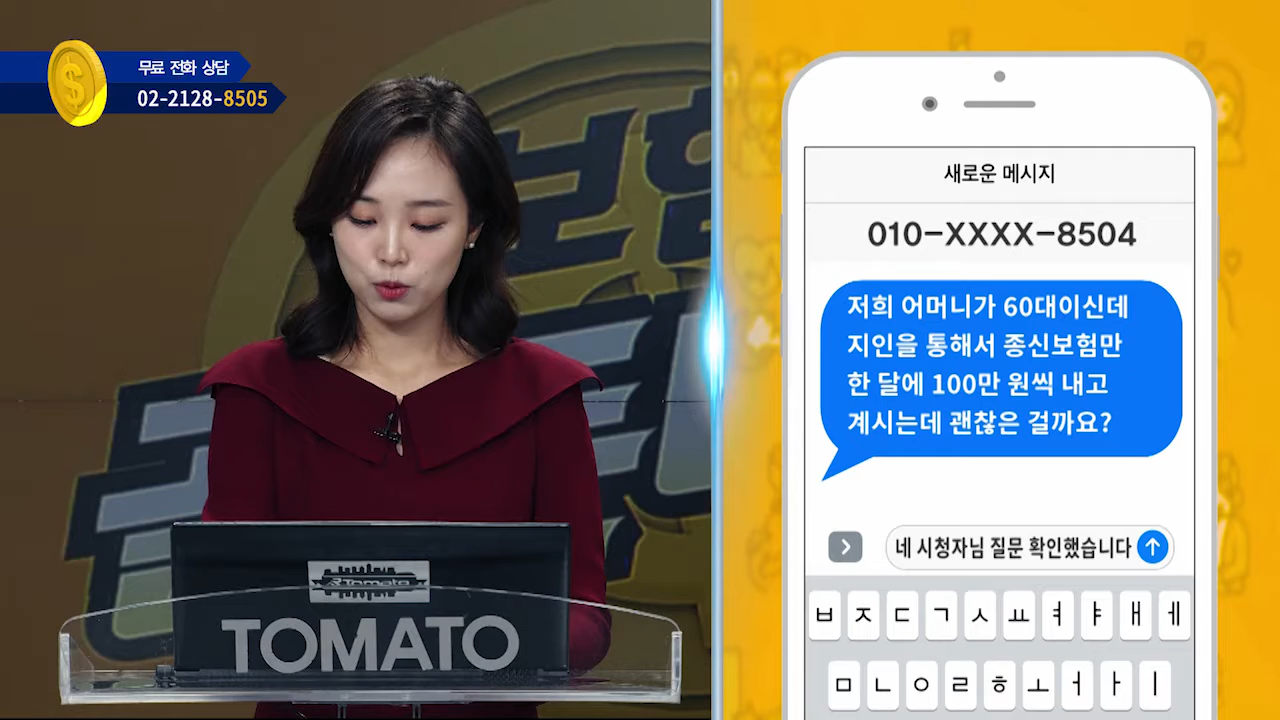 무료 전화 상담
02-2128-8505
보험
Tomato
TOMATO
새로운 메시지
010-XXXX-8504
저희 어머니가 60대이신데
지인을 통해서 종신보험만
한 달에 100만 원씩 내고
계시는데 괜찮은 걸까요?
네 시청자님 질문 확인했습니다
ㅂ ㅈ ㄷ ㄱ ㅅ ㅛ ㅕ ㅑ ㅐ ㅔ
ㅁ ㄴ ㅇ ㄹ ㅎ ㅗ ㅓ ㅏ ㅣ